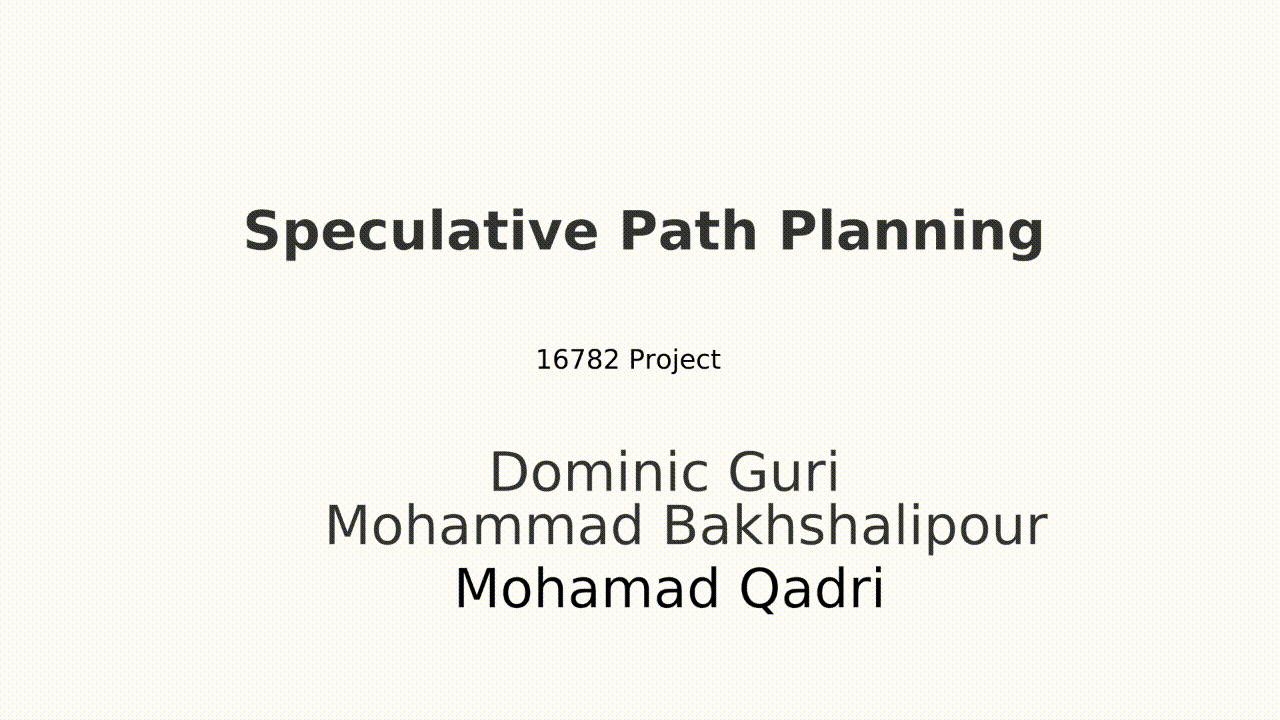 Speculative Path Planning
16782 Project
Dominic Guri
Mohammad Bakhshalipour
Mohamad Qadri